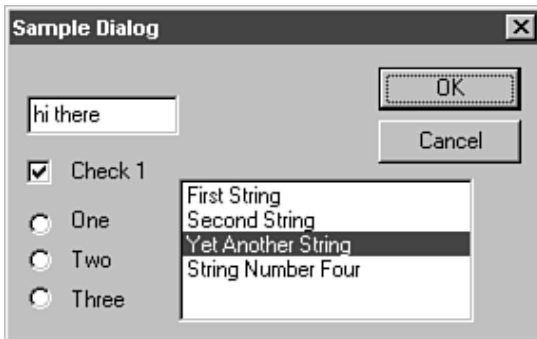 Sample Dialog
OK
hi there
Cancel
Check 1
First String
One
Second String
Yet Another String
Two
String Number Four
Three